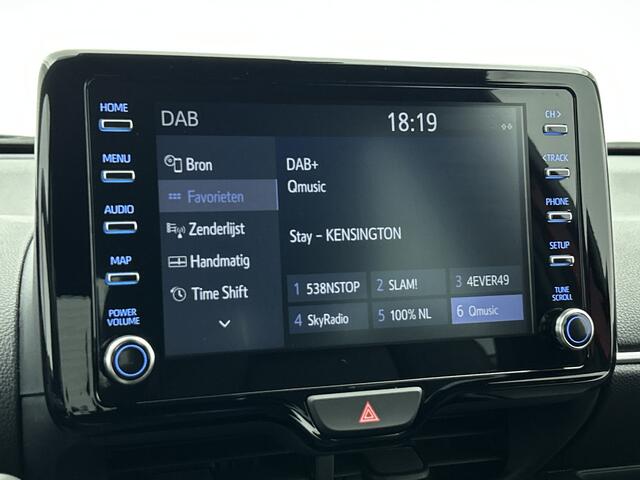 HOME
MENU
AUDIO
MAP
POWER
VOLUME
DAB
18:19
Bron
Favorieten
Zenderlijst
Handmatig
Time Shift
DAB+
Qmusic
Stay – KENSINGTON
1 538NSTOP
2 SLAM!
3 4EVER49
4 SkyRadio
5 100% NL
6 Qmusic
CH>
<TRACK
PHONE
SETUP
TUNE
SCROLL